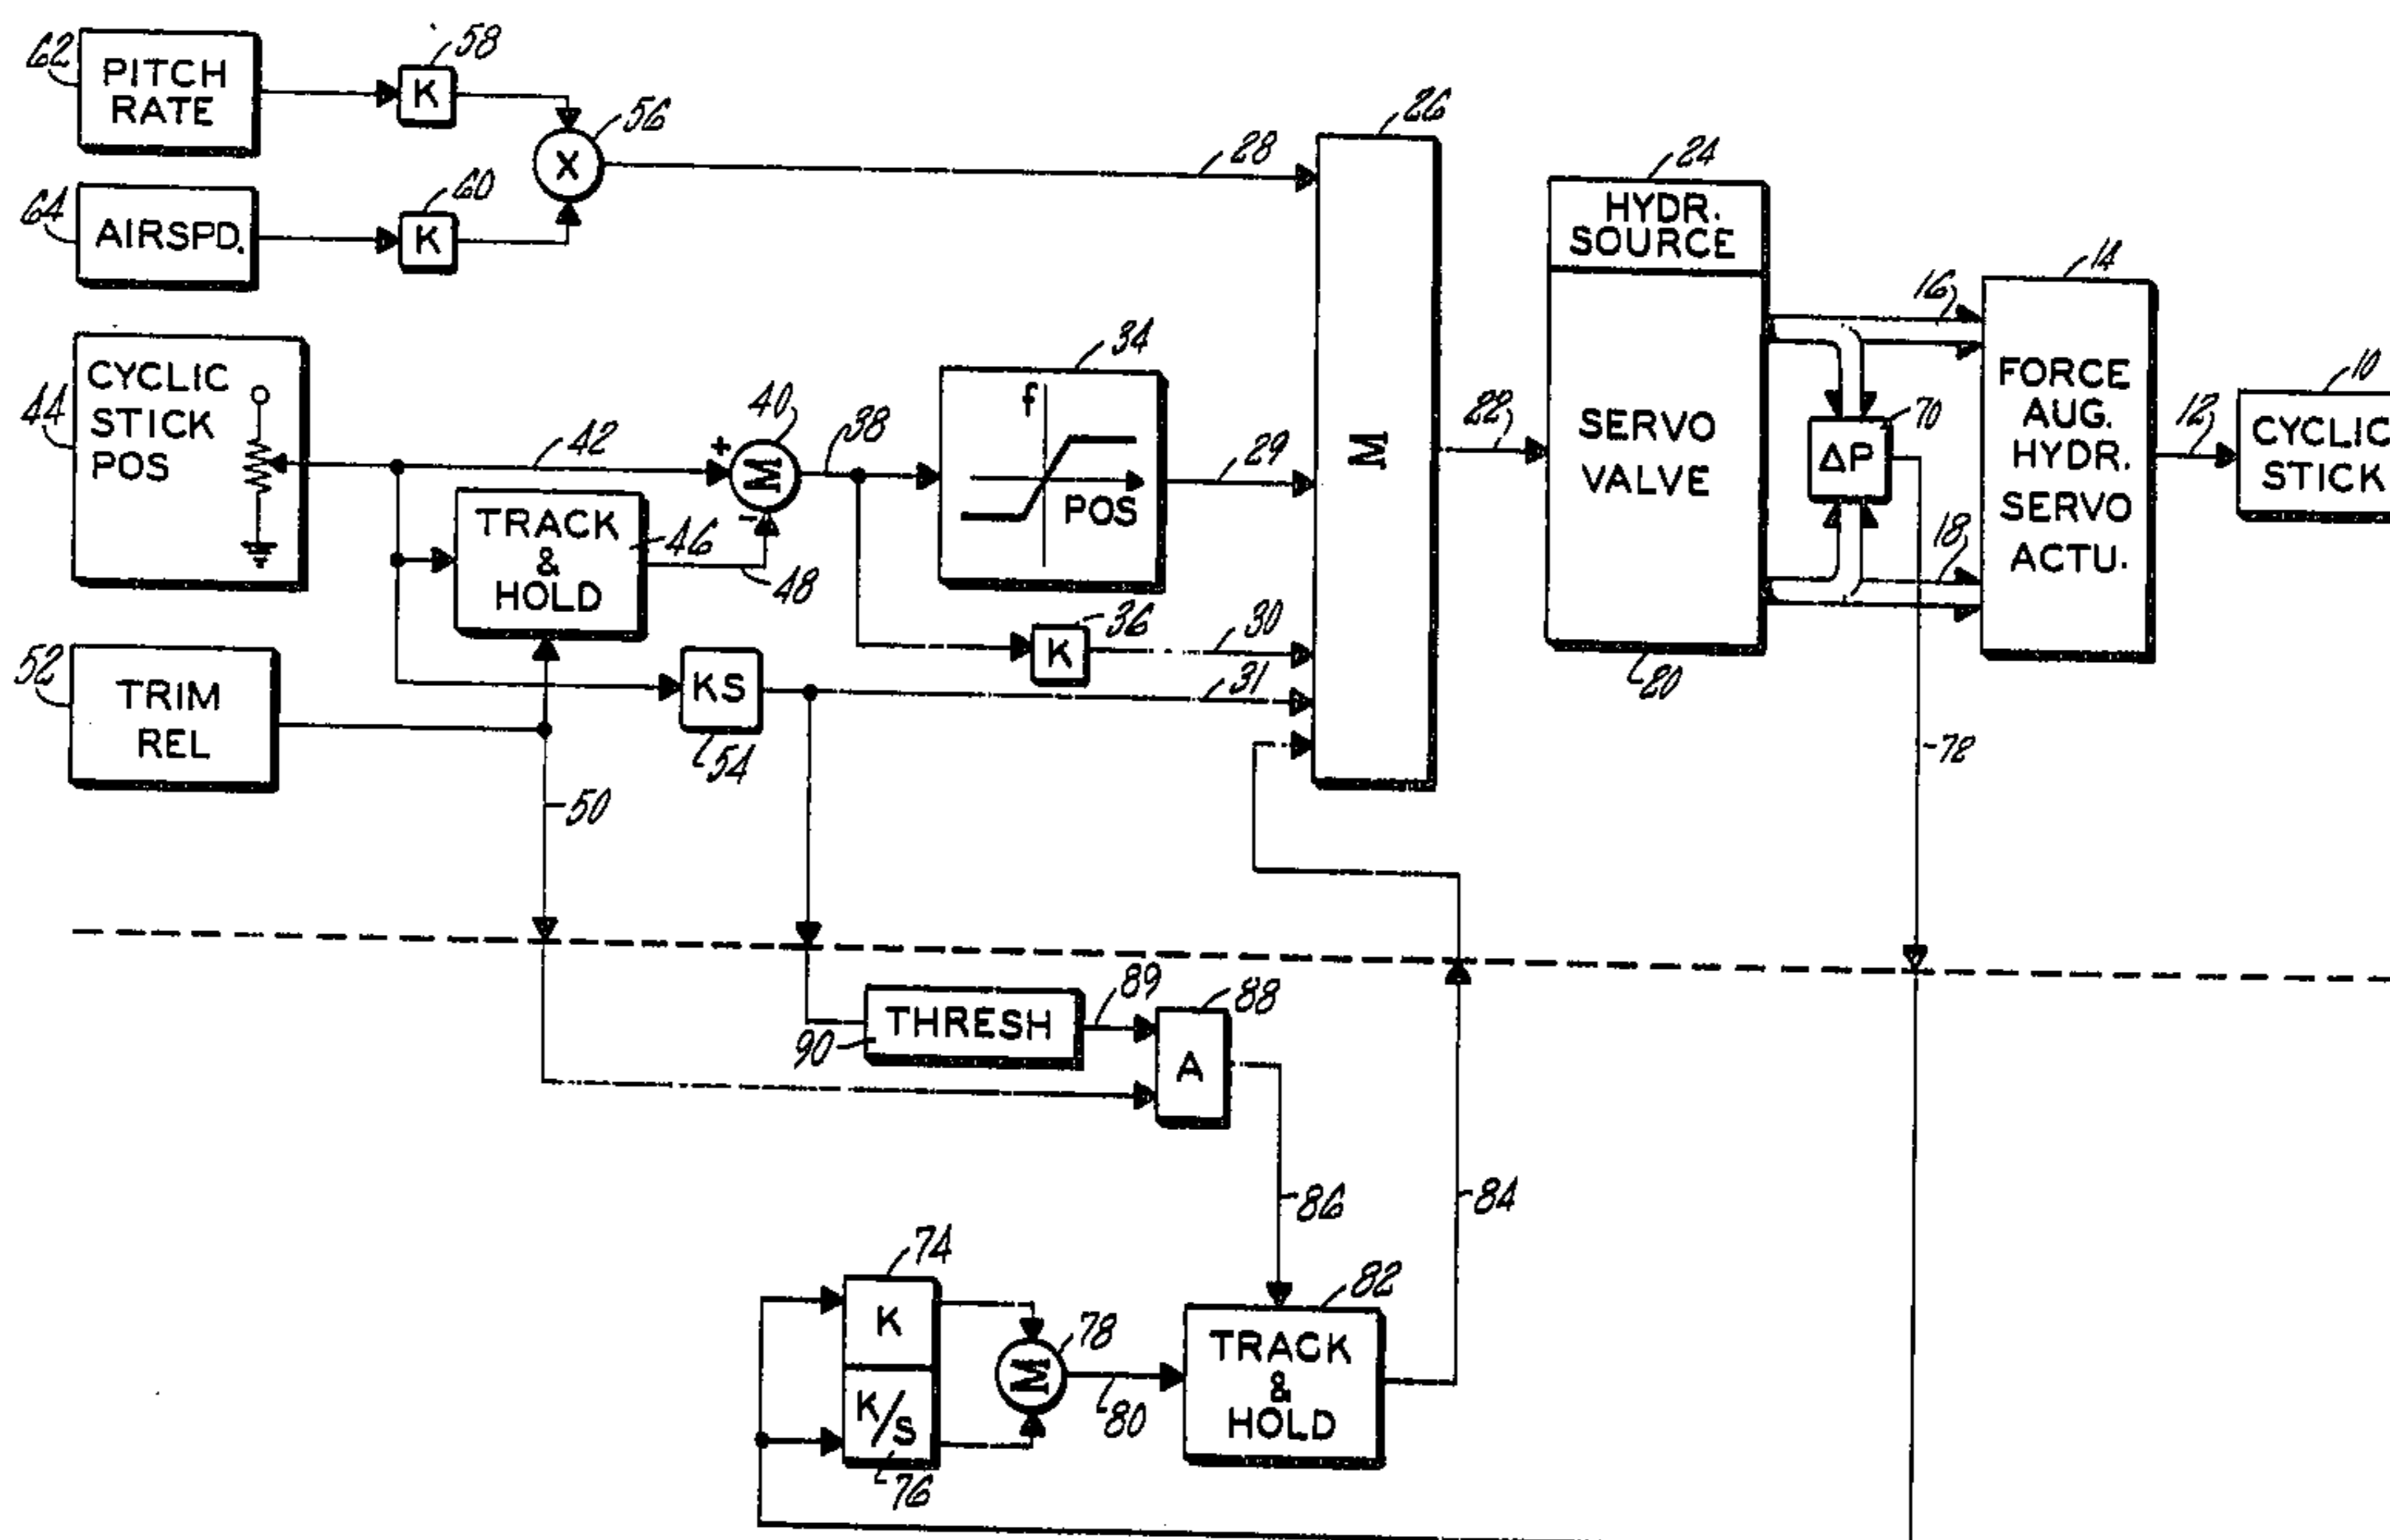 62
PITCH
RATE
58
K
56
X
64
AIRSPD.
60
K
28
26
24
HYDR.
SOURCE
44
CYCLIC
STICK
POS
42
+
40
-
38
34
f
POS
29
22
SERVO
VALVE
20
16
14
FORCE
AUG.
HYDR.
SERVO
ACTU.
70
ΔP
18
12
10
CYCLIC
STICK
TRACK
&
HOLD
46
48
36
K
30
31
52
TRIM
REL
KS
54
50
72
THRESH
90
89
88
A
86
84
74
K
K/S
76
78
80
82
TRACK
&
HOLD